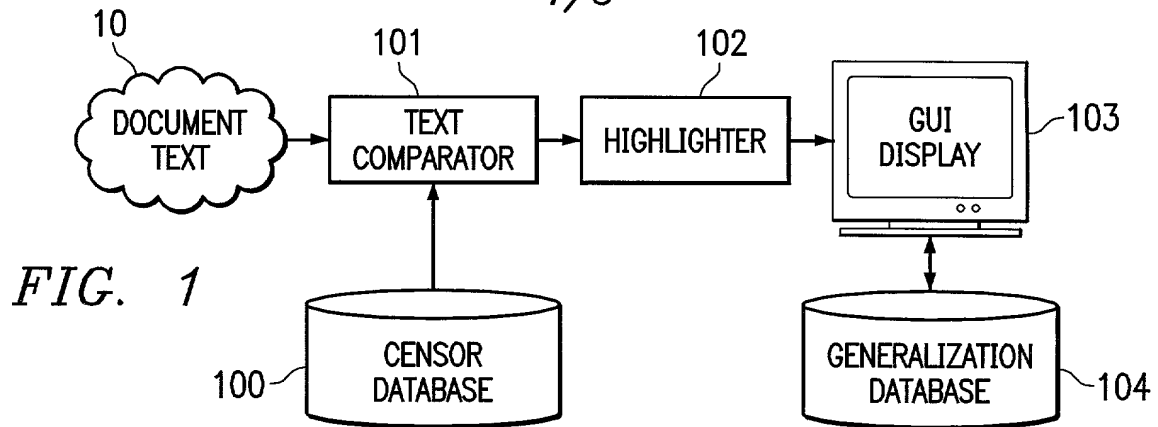 10
101
102
103
DOCUMENT
TEXT
TEXT
COMPARATOR
HIGHLIGHTER
GUI
DISPLAY
FIG. 1
100
CENSOR
DATABASE
GENERALIZATION
DATABASE
104